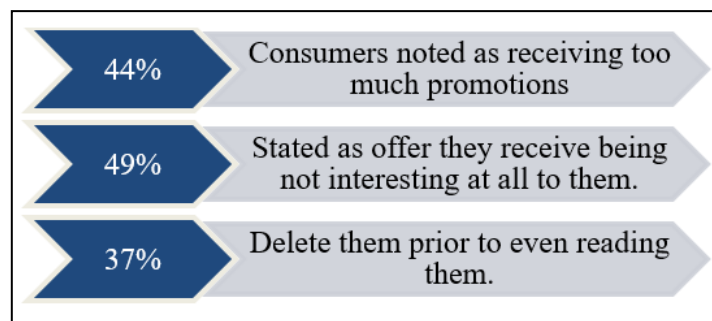 44%
Consumers noted as receiving too
much promotions
49%
Stated as offer they receive being
not interesting at all to them.
37%
Delete them prior to even reading
them.